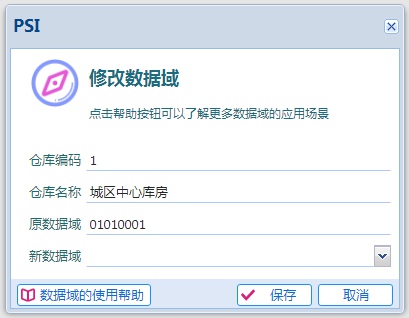 PSI
修改数据域
点击帮助按钮可以了解更多数据域的应用场景
仓库编码 1
仓库名称 城区中心库房
原数据域 01010001
新数据域
数据域的使用帮助 保存 取消